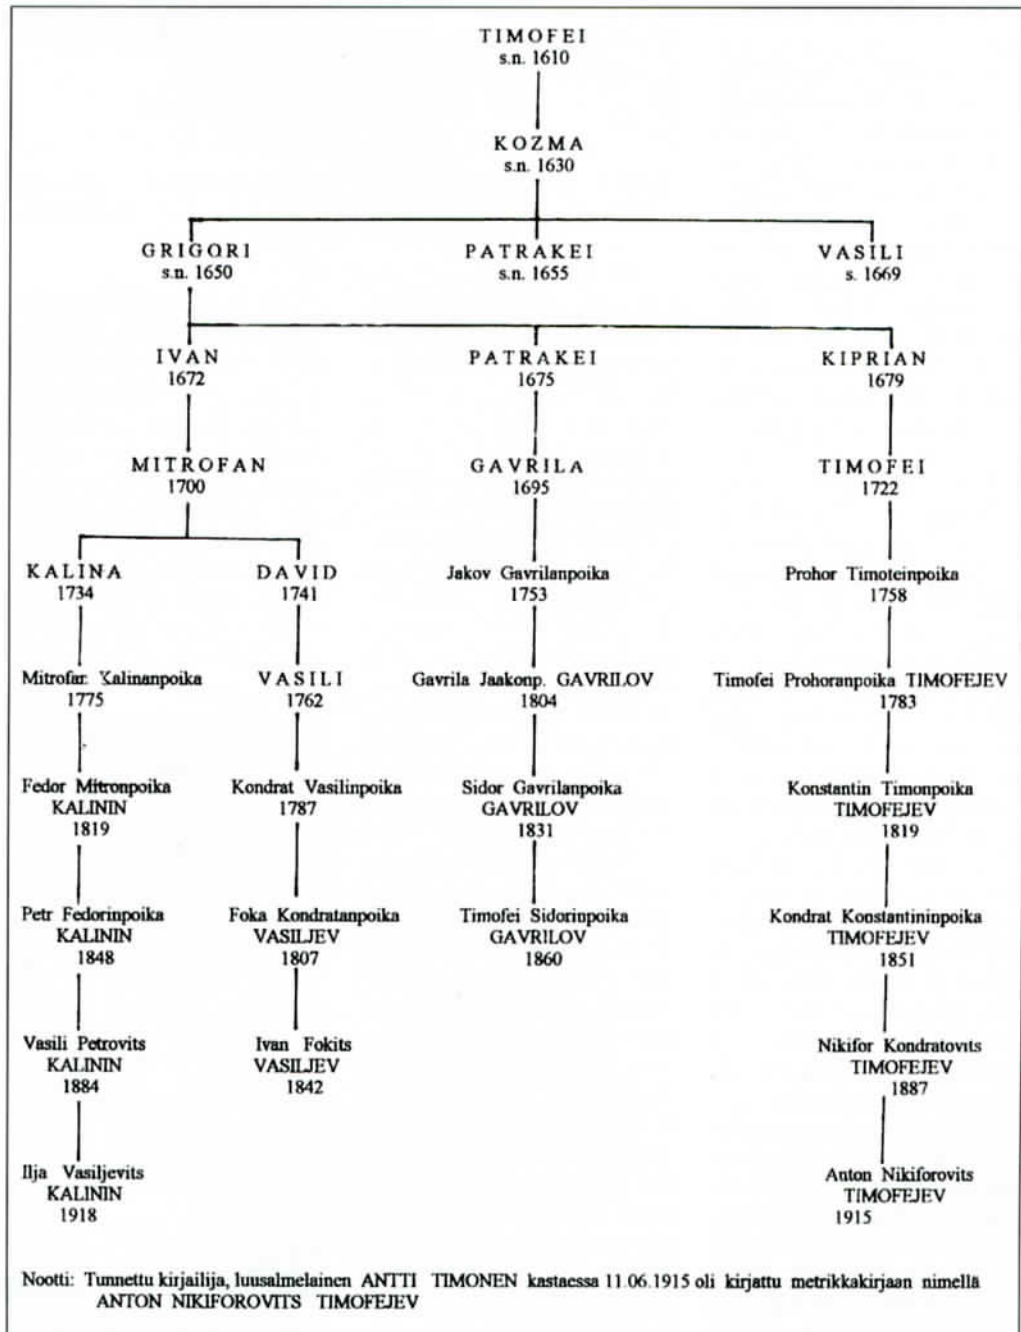 TIMOFEI
s.n. 1610
KOZMA
s.n. 1630
GRIGORI
s.n. 1650
PATRAKEI
s.n. 1655
VASILI
s. 1669
IVAN
1672
PATRAKEI
1675
KIPRIAN
1679
MITROFAN
1700
GAVRILA
1695
TIMOFEI
1722
KALINA
1734
DAVID
1741
Jakov Gavrilanpoika
1753
Prohor Timoteinpoika
1758
Mitrofar. Kalinanpoika
1775
VASILI
1762
Gavrila Jaakonp. GAVRILOV
1804
Timofei Prohoranpoika TIMOFEJEV
1783
Fedor Mitronpoika
KALININ
1819
Kondrat Vasilinpoika
1787
Sidor Gavrilanpoika
GAVRILOV
1831
Konstantin Timonpoika
TIMOFEJEV
1819
Petr Fedorinpoika
KALININ
1848
Foka Kondratanpoika
VASILJEV
1807
Timofei Sidorinpoika
GAVRILOV
1860
Kondrat Konstantininpoika
TIMOFEJEV
1851
Vasili Petrovits
KALININ
1884
Ivan Fokits
VASILJEV
1842
Nikifor Kondratovits
TIMOFEJEV
1887
Ilja Vasiljevits
KALININ
1918
Anton Nikiforovits
TIMOFEJEV
1915
Nootti: Tunnettu kirjailija, luusalmelainen ANTTI TIMONEN kastaessa 11.06.1915 oli kirjattu metrikkakirjaan nimellä
ANTON NIKIFOROVITS TIMOFEJEV